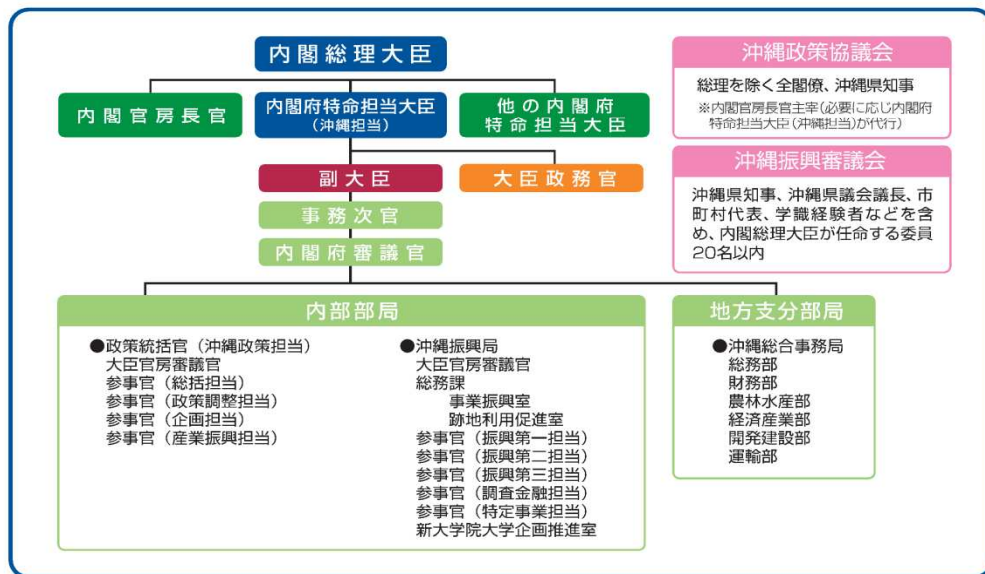 内閣総理大臣
内閣官房長官
内閣府特命担当大臣
(沖縄担当)
他の内閣府
特命担当大臣
副大臣
大臣政務官
事務次官
内閣府審議官
沖縄政策協議会
総理を除く全閣僚、沖縄県知事
※内閣官房長官主宰(必要に応じ内閣府
特命担当大臣(沖縄担当)が代行)
沖縄振興審議会
沖縄県知事、沖縄県議会議長、市
町村代表、学識経験者などを含
め、内閣総理大臣が任命する委員
20名以内
内部部局
●政策統括官(沖縄政策担当)
大臣官房審議官
参事官(総括担当)
参事官(政策調整担当)
参事官(企画担当)
参事官(産業振興担当)
●沖縄振興局
大臣官房審議官
総務課
事業振興室
跡地利用促進室
参事官(振興第一担当)
参事官(振興第二担当)
参事官(振興第三担当)
参事官(調査金融担当)
参事官(特定事業担当)
新大学院大学企画推進室
地方支分部局
●沖縄総合事務局
総務部
財務部
農林水産部
経済産業部
開発建設部
運輸部